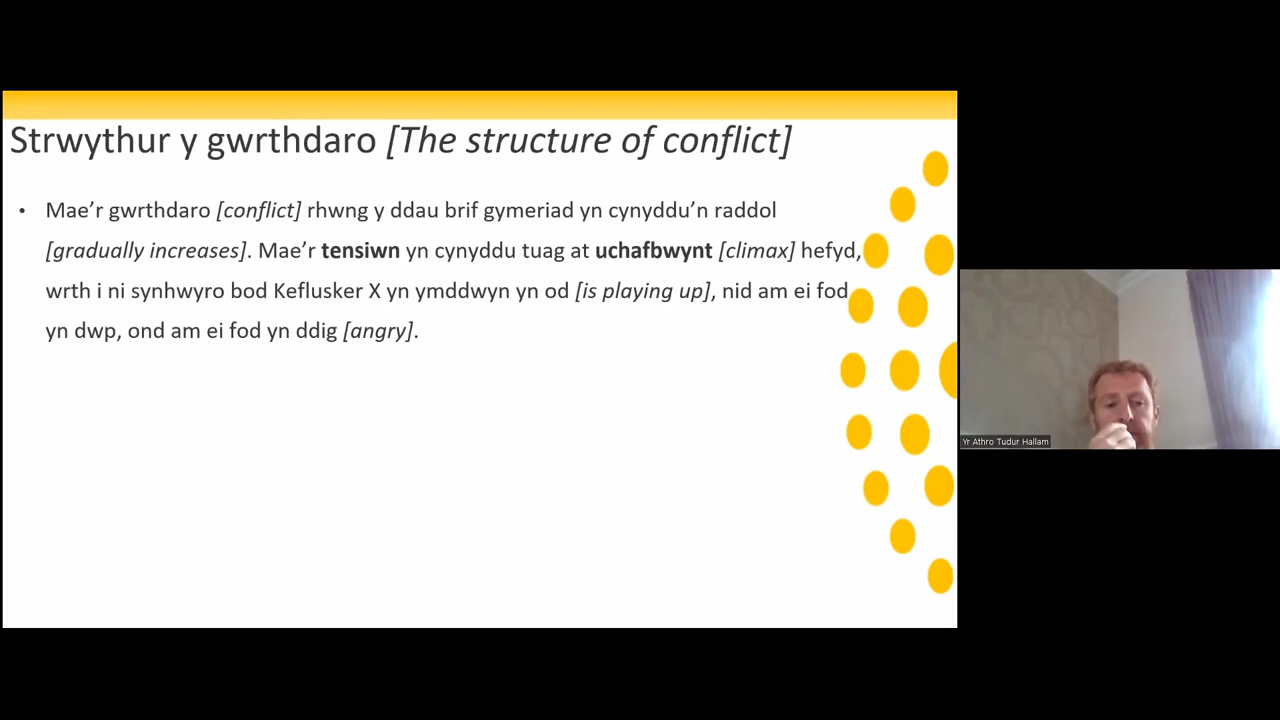 Strwythur y gwrthdaro [The structure of conflict]
• Mae’r gwrthdaro [conflict] rhwng y ddau brif gymeriad yn cynyddu’n raddol
[gradually increases]. Mae’r tensiwn yn cynyddu tuag at uchafbwynt [climax] hefyd,
wrth i ni synhwyro bod Keflusker X yn ymddwyn yn od [is playing up], nid am ei fod
yn dwp, ond am ei fod yn ddig [angry].
Yr Athro Tudur Hallam